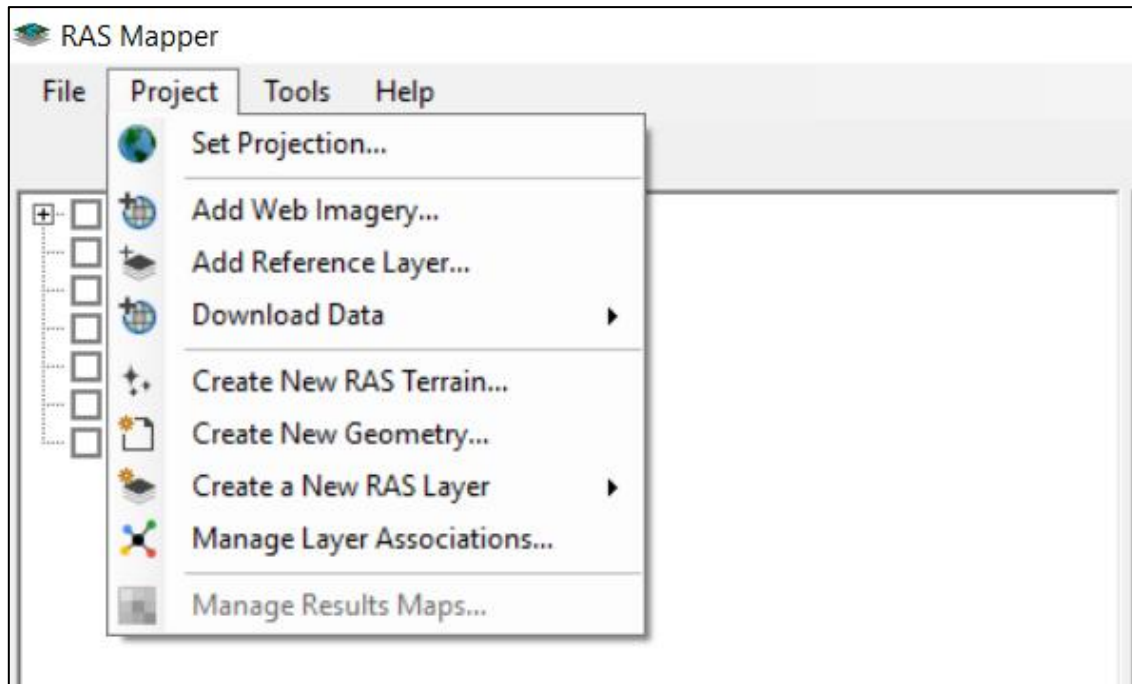 RAS Mapper
File Project Tools Help
Set Projection...
Add Web Imagery...
Add Reference Layer...
Download Data
Create New RAS Terrain...
Create New Geometry...
Create a New RAS Layer
Manage Layer Associations...
Manage Results Maps...